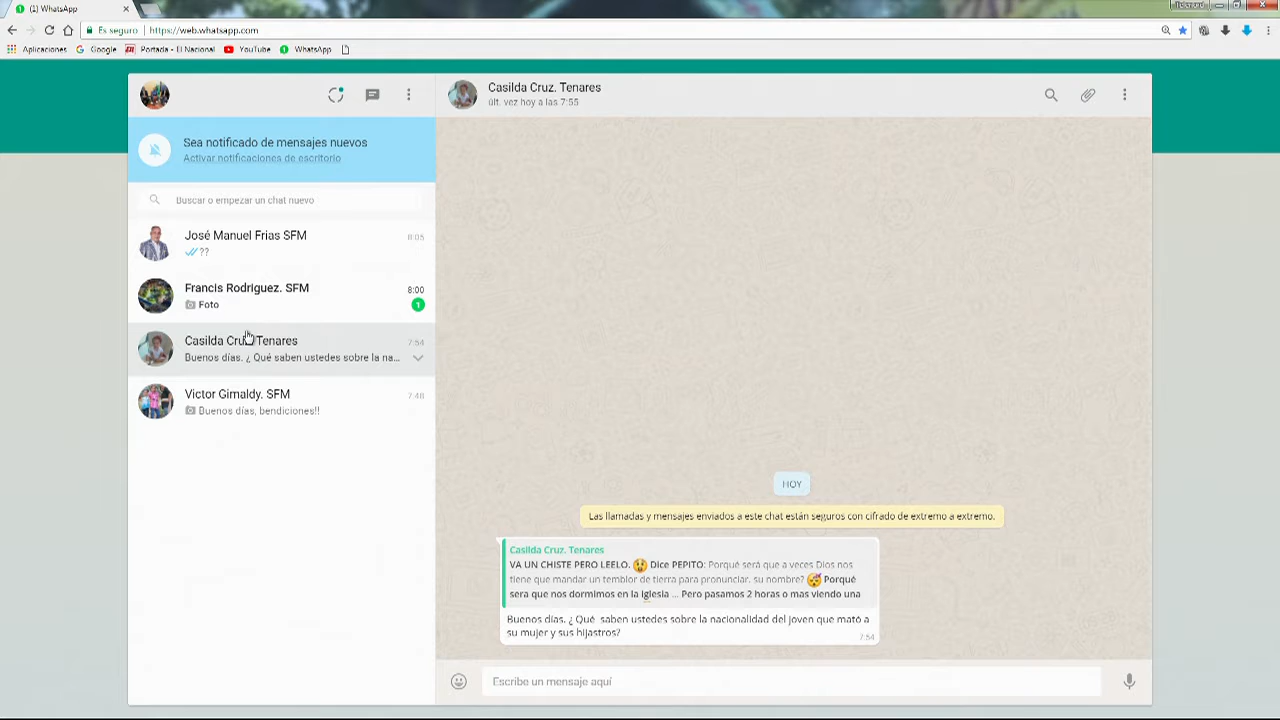 (1) WhatsApp
Telenord
Es seguro
https://web.whatsapp.com
Aplicaciones
Google
Portada - El Nacional
YouTube
WhatsApp
Sea notificado de mensajes nuevos
Activar notificaciones de escritorio
Buscar o empezar un chat nuevo
José Manuel Frias SFM
8:05
??
Francis Rodriguez. SFM
8:00
Foto
1
Casilda Cruz. Tenares
7:54
Buenos días. ¿ Qué saben ustedes sobre la na...
Victor Gimaldy. SFM
7:48
Buenos días, bendiciones!!
Casilda Cruz. Tenares
últ. vez hoy a las 7:55
HOY
Las llamadas y mensajes enviados a este chat están seguros con cifrado de extremo a extremo.
Casilda Cruz. Tenares
VA UN CHISTE PERO LEELO. 😲 Dice PEPITO: Porqué será que a veces Dios nos
tiene que mandar un temblor de tierra para pronunciar. su nombre? 😴 Porqué
sera que nos dormimos en la iglesia ... Pero pasamos 2 horas o mas viendo una
Buenos días. ¿ Qué saben ustedes sobre la nacionalidad del joven que mató a
su mujer y sus hijastros?
7:54
Escribe un mensaje aquí